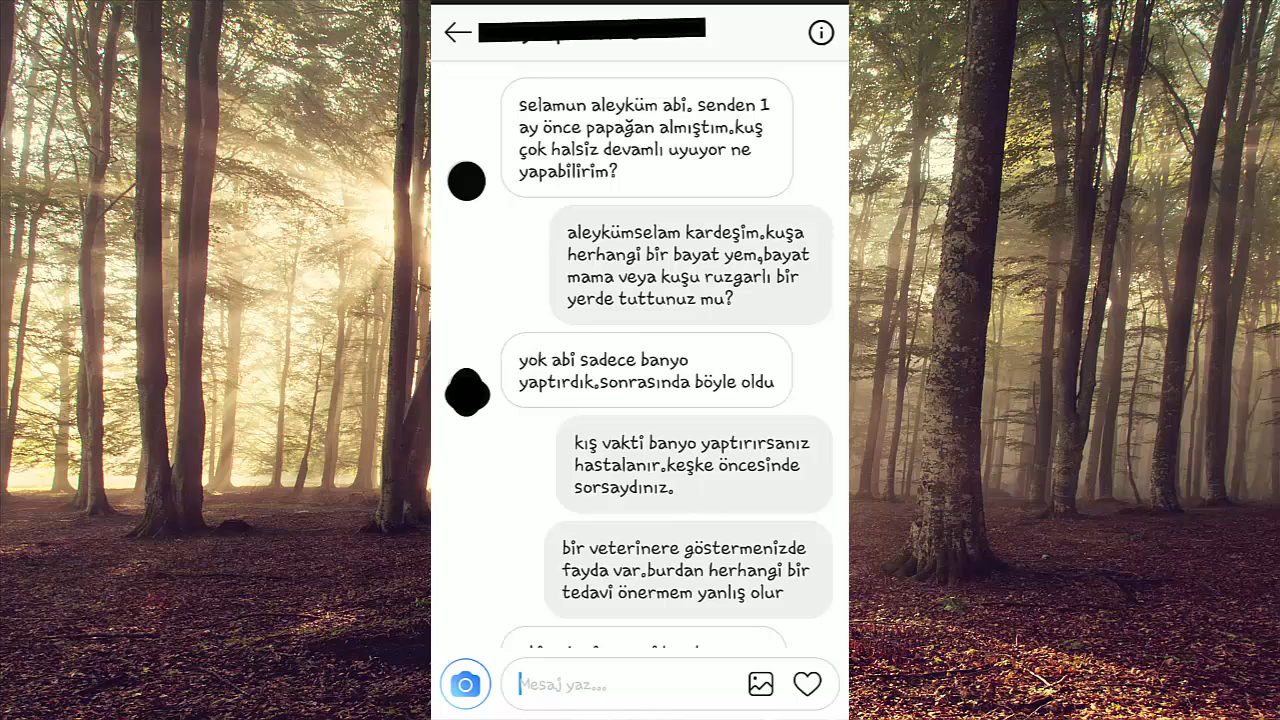 selamun aleyküm abi. senden 1
ay önce papağan almıştım.kuş
çok halsiz devamlı uyuyor ne
yapabilirim?
aleykümselam kardeşim.kuşa
herhangi bir bayat yem,bayat
mama veya kuşu ruzgarlı bir
yerde tuttunuz mu?
yok abi sadece banyo
yaptırdık.sonrasında böyle oldu
kış vakti banyo yaptırırsanız
hastalanır.keşke öncesinde
sorsaydınız.
bir veterinere göstermenizde
fayda var.burdan herhangi bir
tedavi önermem yanlış olur
Mesaj yaz...